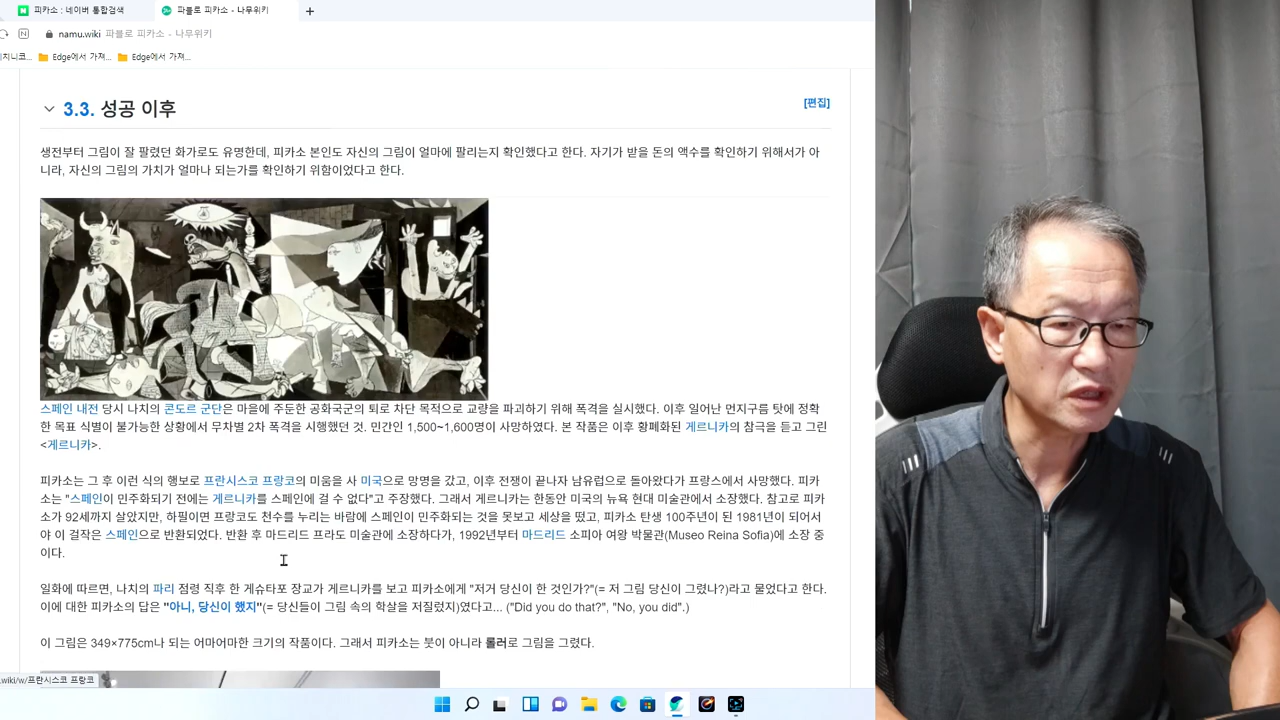 피카소 : 네이버 통합검색
파블로 피카소 - 나무위키
namu.wiki 파블로 피카소 - 나무위키
Edge에서 가져... Edge에서 가져...
3.3. 성공 이후
[편집]
생전부터 그림이 잘 팔렸던 화가로도 유명한데, 피카소 본인도 자신의 그림이 얼마에 팔리는지 확인했다고 한다. 자기가 받을 돈의 액수를 확인하기 위해서가 아
니라, 자신의 그림의 가치가 얼마나 되는가를 확인하기 위함이었다고 한다.
스페인 내전 당시 나치의 콘도르 군단은 마을에 주둔한 공화국군의 퇴로 차단 목적으로 교량을 파괴하기 위해 폭격을 실시했다. 이후 일어난 먼지구름 탓에 정확
한 목표 식별이 불가능한 상황에서 무차별 2차 폭격을 시행했던 것. 민간인 1,500~1,600명이 사망하였다. 본 작품은 이후 황폐화된 게르니카의 참극을 듣고 그린
<게르니카>.
피카소는 그 후 이런 식의 행보로 프란시스코 프랑코의 미움을 사 미국으로 망명을 갔고, 이후 전쟁이 끝나자 남유럽으로 돌아왔다가 프랑스에서 사망했다. 피카
소는 "스페인이 민주화되기 전에는 게르니카를 스페인에 걸 수 없다"고 주장했다. 그래서 게르니카는 한동안 미국의 뉴욕 현대 미술관에서 소장했다. 참고로 피카
소가 92세까지 살았지만, 하필이면 프랑코도 천수를 누리는 바람에 스페인이 민주화되는 것을 못보고 세상을 떴고, 피카소 탄생 100주년이 된 1981년이 되어서
야 이 걸작은 스페인으로 반환되었다. 반환 후 마드리드 프라도 미술관에 소장하다가, 1992년부터 마드리드 소피아 여왕 박물관(Museo Reina Sofia)에 소장 중
이다.
일화에 따르면, 나치의 파리 점령 직후 한 게슈타포 장교가 게르니카를 보고 피카소에게 "저거 당신이 한 것인가?"(= 저 그림 당신이 그렸나?)라고 물었다고 한다.
이에 대한 피카소의 답은 "아니, 당신이 했지"(= 당신들이 그림 속의 학살을 저질렀지)였다고... ("Did you do that?", "No, you did".)
이 그림은 349×775cm나 되는 어마어마한 크기의 작품이다. 그래서 피카소는 붓이 아니라 롤러로 그림을 그렸다.
.wiki/w/프란시스코 프랑코